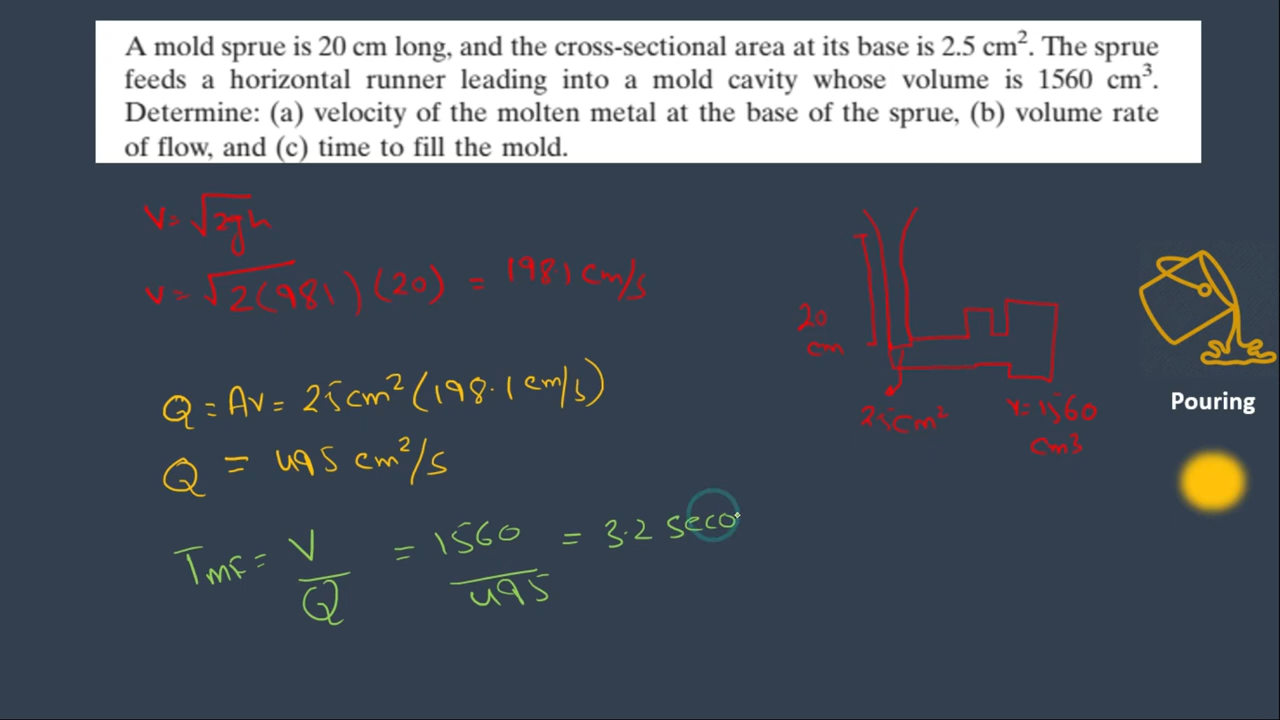 A mold sprue is 20 cm long, and the cross-sectional area at its base is 2.5 cm². The sprue
feeds a horizontal runner leading into a mold cavity whose volume is 1560 cm³.
Determine: (a) velocity of the molten metal at the base of the sprue, (b) volume rate
of flow, and (c) time to fill the mold.
V = √2gh
V = √2(981)(20) = 198.1 cm/s
20
cm
Pouring
Q = AV = 2.5cm² (198.1 cm/s)
2.5cm²
V=1560
cm3
Q = 495 cm²/s
TMF = V/Q = 1560/495 = 3.2 seco